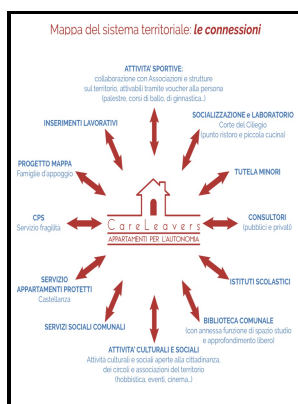 Mappa del sistema territoriale: le connessioni
ATTIVITA' SPORTIVE:
collaborazione con Associazioni e strutture
sul territorio, attivabili tramite voucher alla persona
(palestre, corsi di ballo, di ginnastica..)
INSERIMENTI LAVORATIVI
SOCIALIZZAZIONE e LABORATORIO
Corte del Ciliegio
(punto ristoro e piccola cucina)
PROGETTO MAPPA
Famiglie d'appoggio
TUTELA MINORI
CPS
Servizio fragilità
CareLeavers
APPARTAMENTI PER L'AUTONOMIA
CONSULTORI
(pubblici e privati)
SERVIZIO
APPARTAMENTI PROTETTI
Castellanza
ISTITUTI SCOLASTICI
SERVIZI SOCIALI COMUNALI
BIBLIOTECA COMUNALE
(con annessa funzione di spazio studio
e approfondimento libero)
ATTIVITA' CULTURALI E SOCIALI
Attività culturali e sociali aperte alla cittadinanza,
dei circoli e associazioni del territorio
(hobbistica, eventi, cinema..)